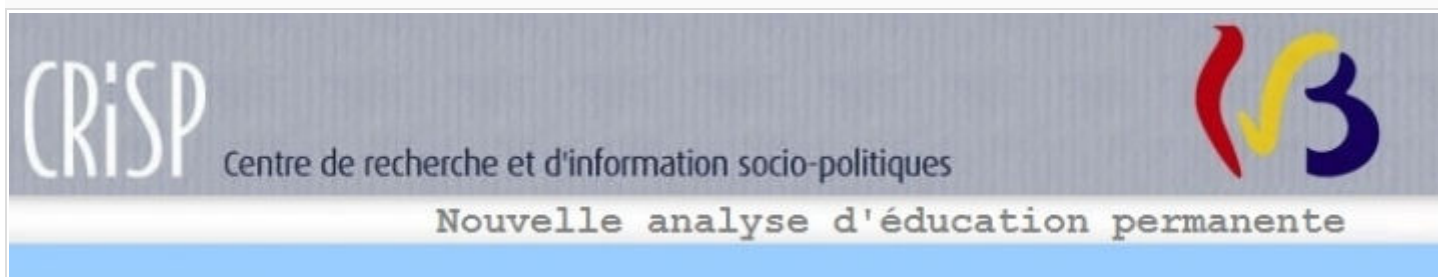 CRiSP
Centre de recherche et d'information socio-politiques
Nouvelle analyse d'éducation permanente